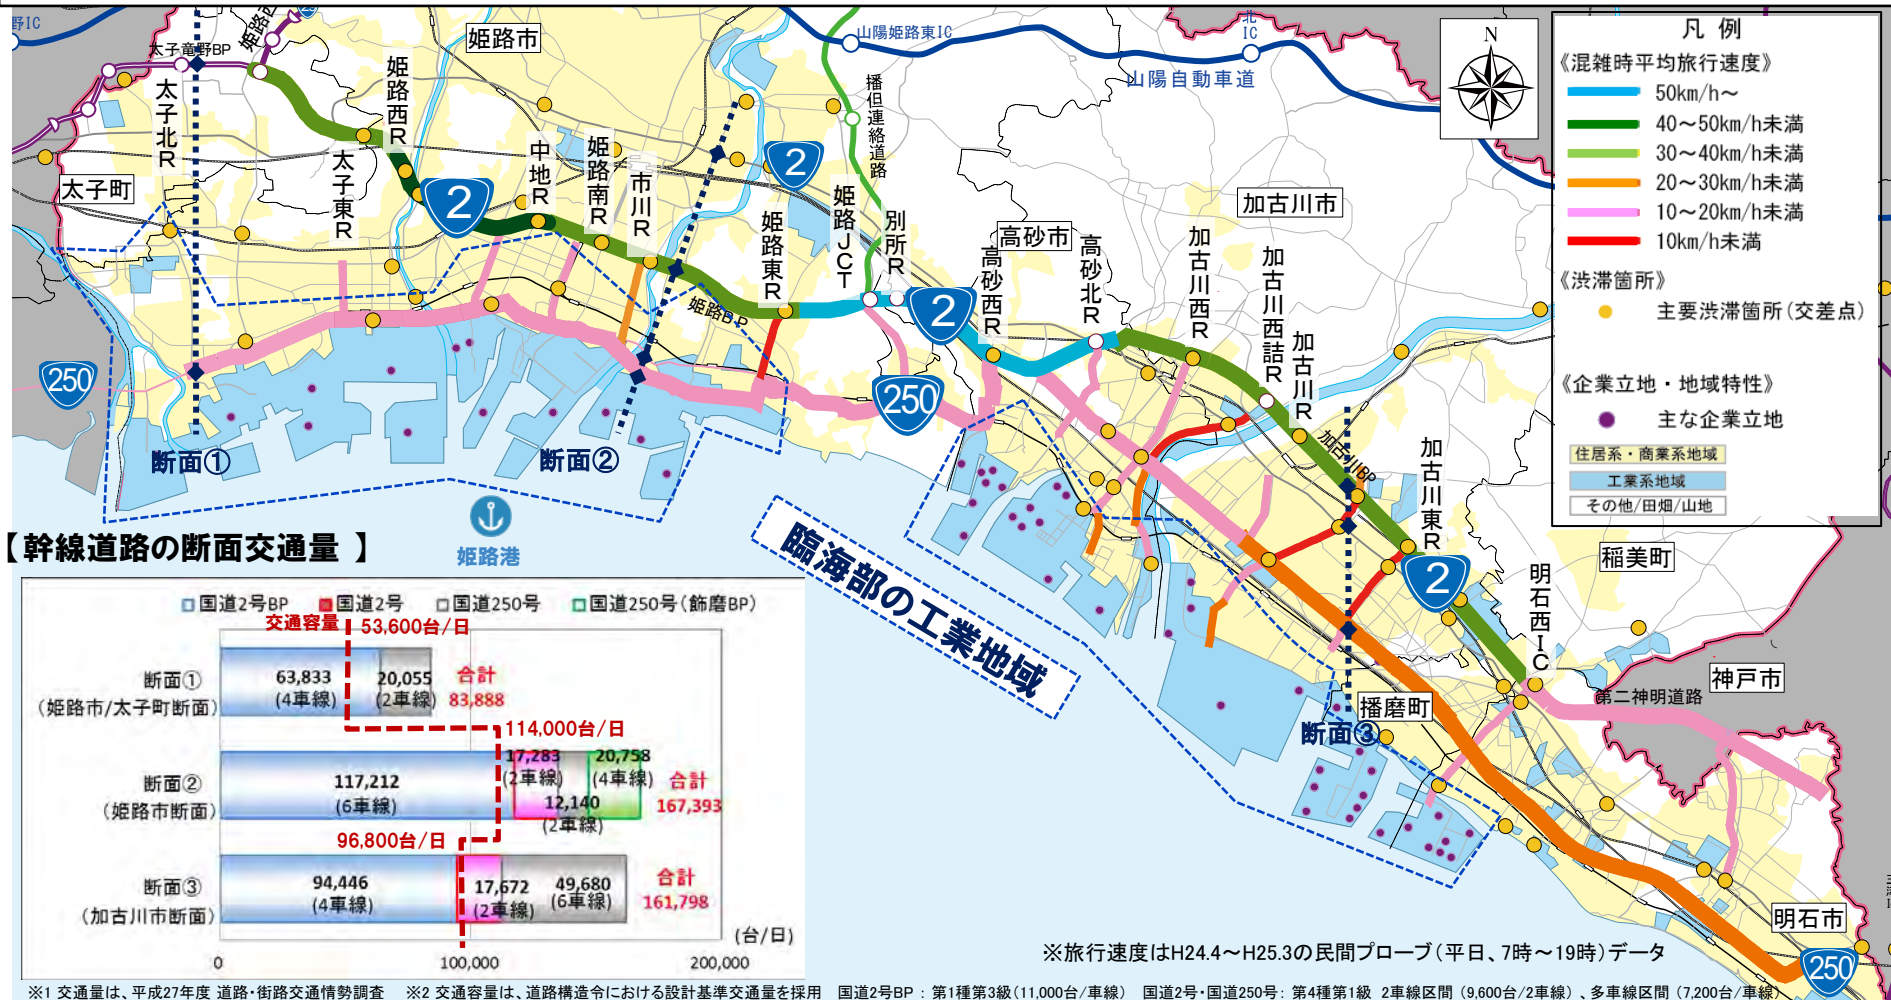 野IC
太子竜野BP
姫路市
山陽姫路東IC
北
IC
山陽自動車道
播但連絡道路
太子北R
姫路西R
太子東R
中地R
姫路南R
市川R
姫路東R
姫路JCT
別所R
高砂西R
高砂北R
加古川西R
加古川西詰R
加古川R
加古川東R
明石西IC
太子町
高砂市
加古川市
稲美町
神戸市
播磨町
明石市
姫路B.P
加古川BP
第二神明道路
2
2
2
2
250
250
250
断面①
断面②
断面③
姫路港
臨海部の工業地域
N
凡 例
《混雑時平均旅行速度》
50km/h～
40～50km/h未満
30～40km/h未満
20～30km/h未満
10～20km/h未満
10km/h未満
《渋滞箇所》
主要渋滞箇所(交差点)
《企業立地・地域特性》
主な企業立地
住居系・商業系地域
工業系地域
その他/田畑/山地
【幹線道路の断面交通量 】
国道2号BP 国道2号 国道250号 国道250号(飾磨BP)
交通容量 53,600台/日
断面①
(姫路市/太子町断面)
63,833
(4車線)
20,055
(2車線)
合計
83,888
114,000台/日
断面②
(姫路市断面)
117,212
(6車線)
17,283
(2車線)
12,140
(2車線)
20,758
(4車線)
合計
167,393
96,800台/日
断面③
(加古川市断面)
94,446
(4車線)
17,672
(2車線)
49,680
(6車線)
合計
161,798
(台/日)
0 100,000 200,000
※旅行速度はH24.4～H25.3の民間プローブ(平日、7時～19時)データ
※1 交通量は、平成27年度 道路・街路交通情勢調査 ※2 交通容量は、道路構造令における設計基準交通量を採用 国道2号BP：第1種第3級(11,000台/車線) 国道2号・国道250号：第4種第1級 2車線区間 (9,600台/2車線) 、多車線区間 (7,200台/車線)